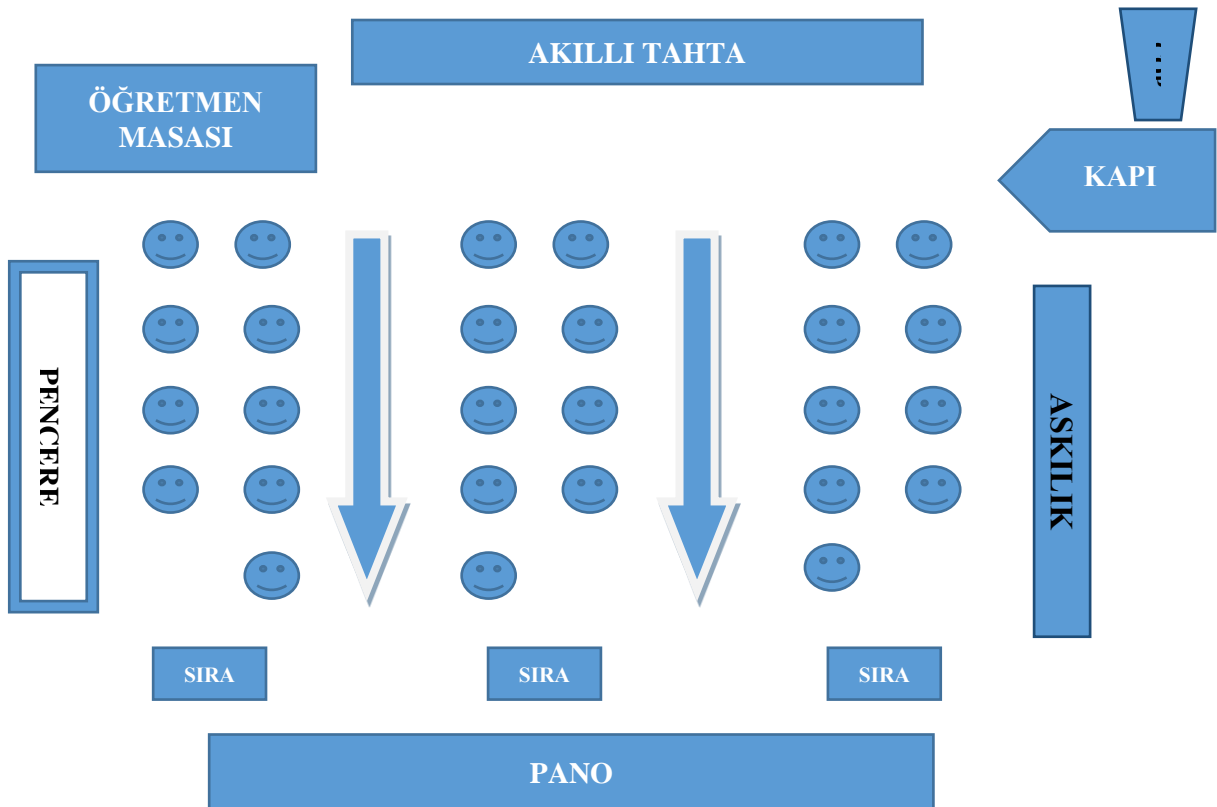 AKILLI TAHTA
ÖĞRETMEN
MASASI
KAPI
PENCERE
ASKILIK
SIRA
SIRA
SIRA
PANO